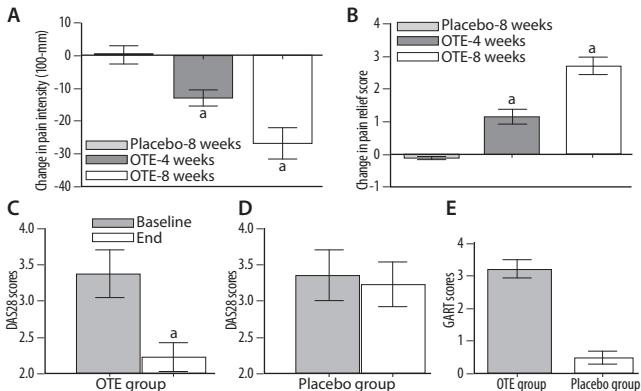 A
Change in pain intensity (100-mm)
10
0
-10
-20
-30
-40
a
a
Placebo-8 weeks
OTE-4 weeks
OTE-8 weeks
B
Change in pain relief score
4
3
2
1
0
-1
Placebo-8 weeks
OTE-4 weeks
OTE-8 weeks
a
a
C
DAS28 scores
4.0
3.5
3.0
2.5
2.0
Baseline
End
a
OTE group
D
DAS28 scores
4.0
3.5
3.0
2.5
2.0
Placebo group
E
GART scores
4
3
2
1
0
OTE group
Placebo group